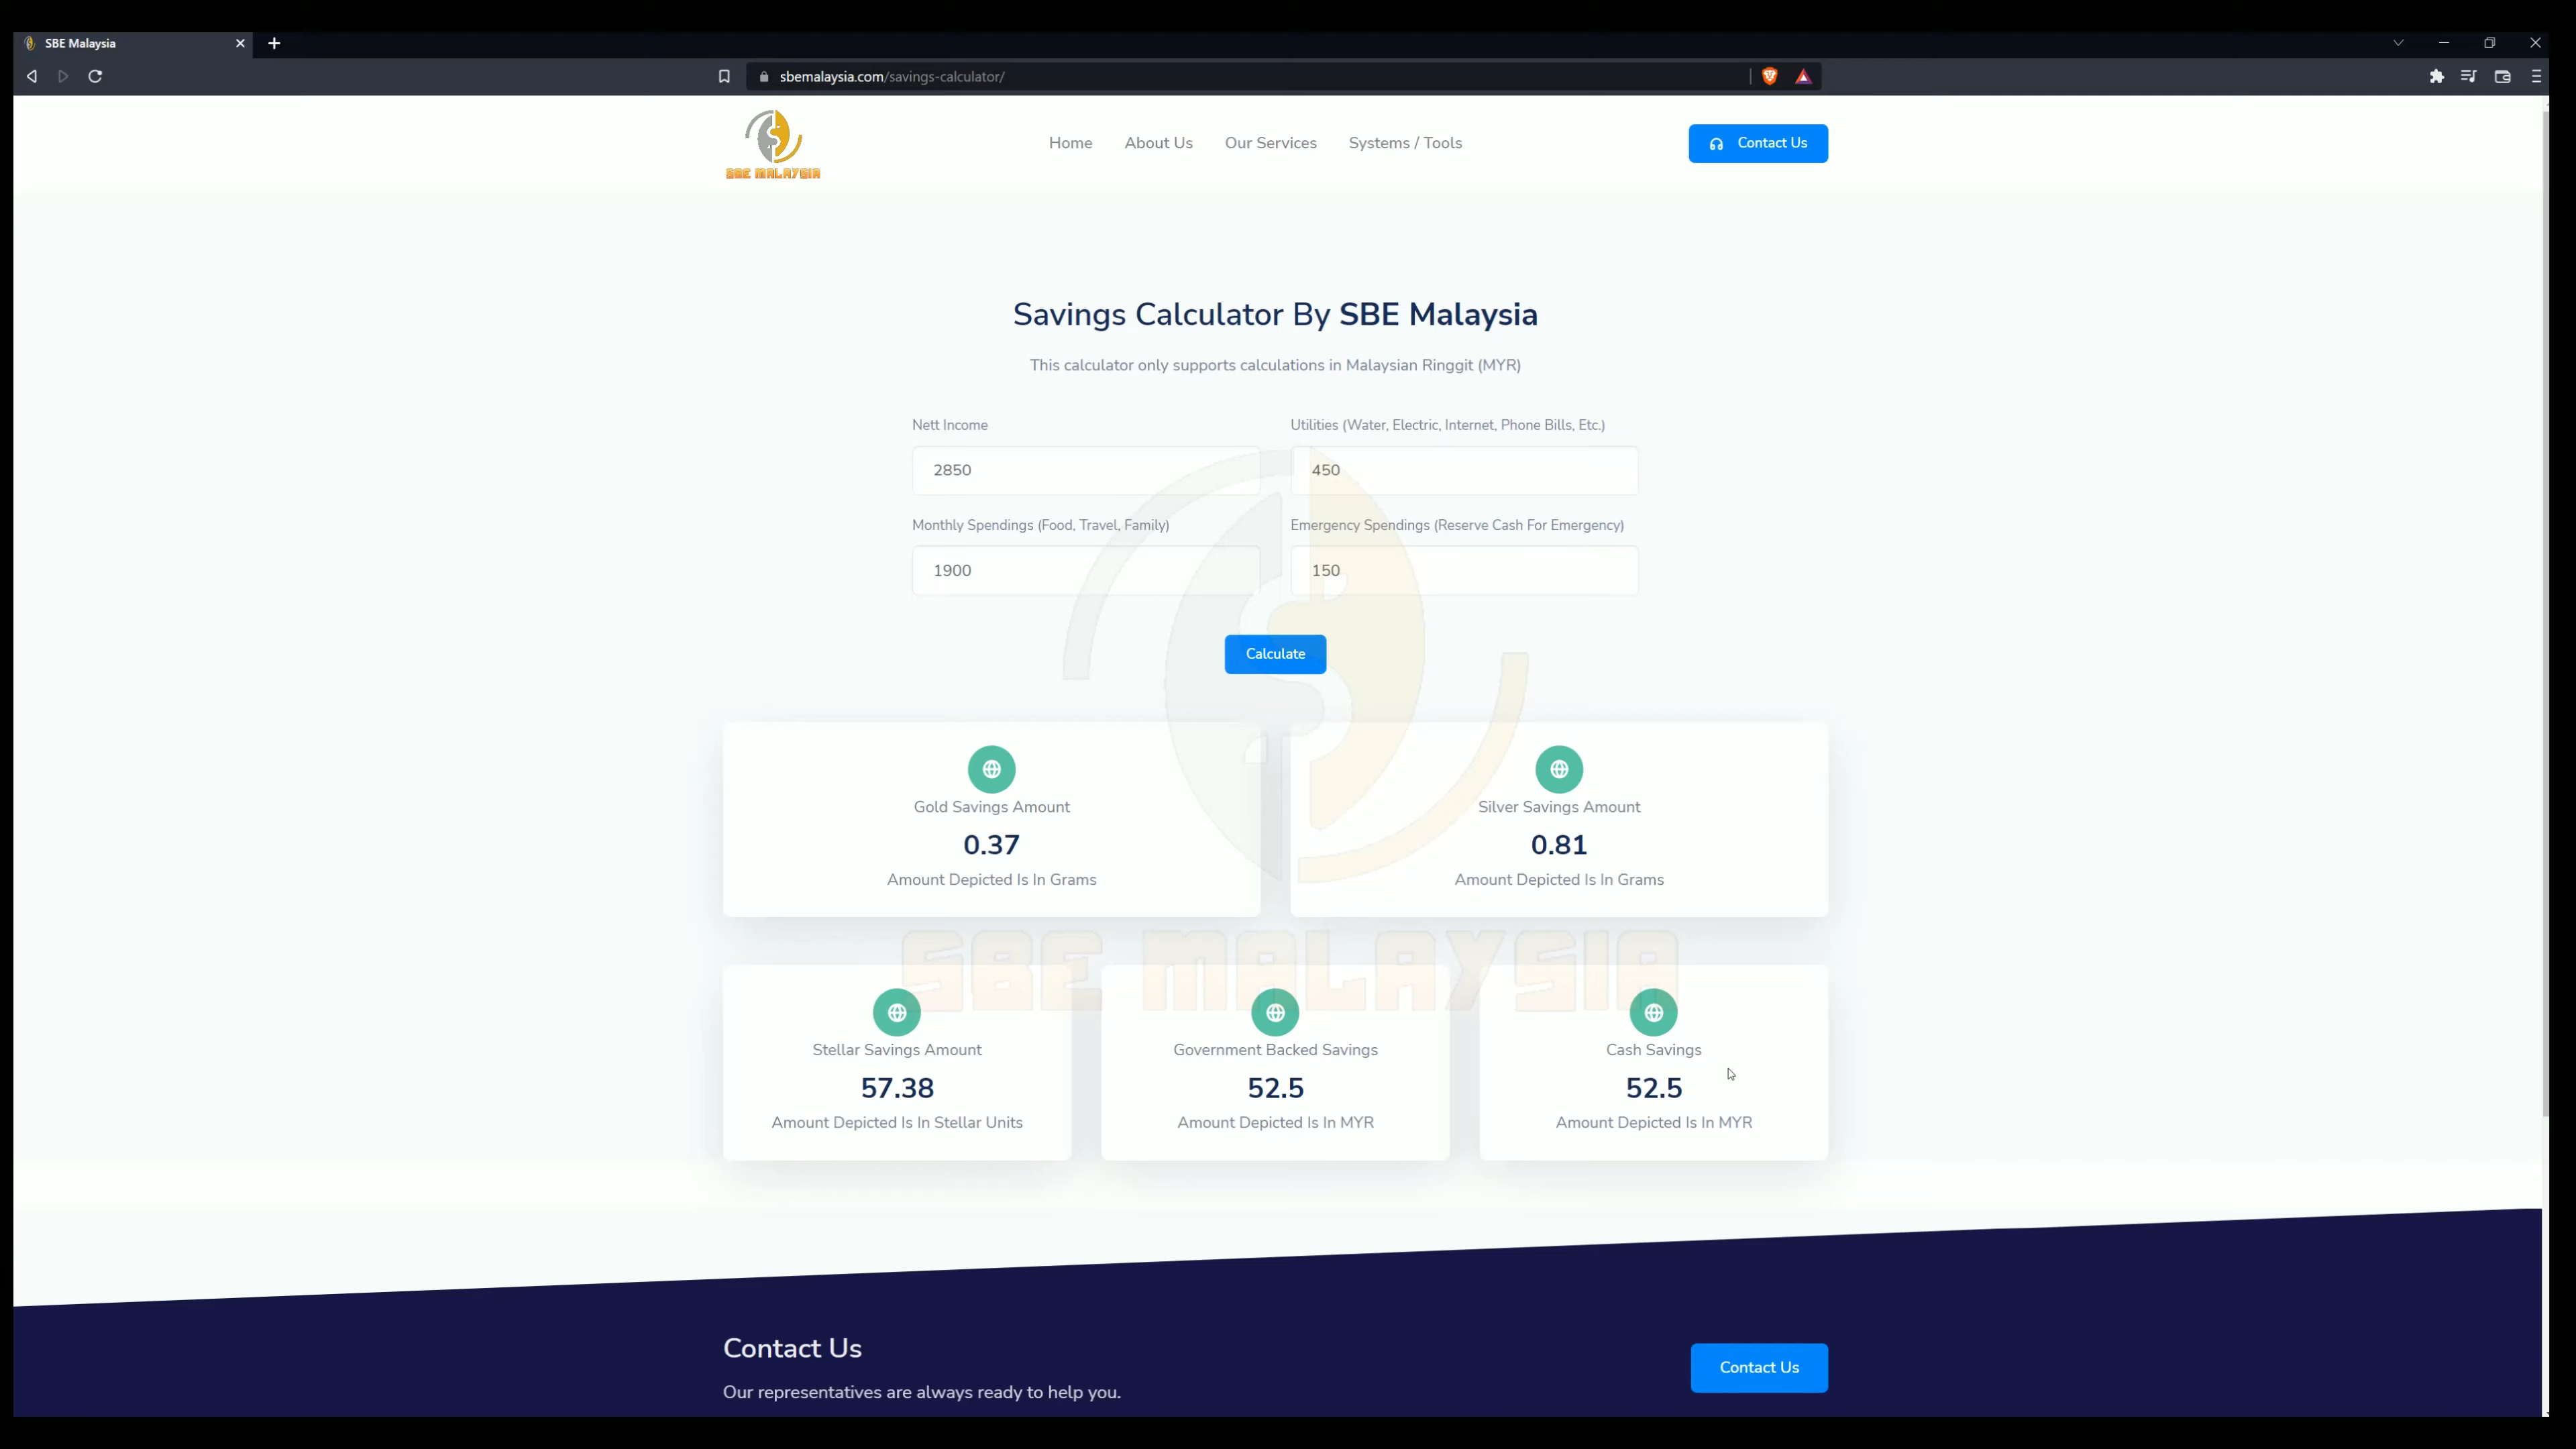 SBE Malaysia
sbemalaysia.com/savings-calculator/
SBE MALAYSIA
Home
About Us
Our Services
Systems / Tools
Contact Us
Savings Calculator By SBE Malaysia
This calculator only supports calculations in Malaysian Ringgit (MYR)
Nett Income
Utilities (Water, Electric, Internet, Phone Bills, Etc.)
2850
450
Monthly Spendings (Food, Travel, Family)
Emergency Spendings (Reserve Cash For Emergency)
1900
150
Calculate
Gold Savings Amount
0.37
Amount Depicted Is In Grams
Silver Savings Amount
0.81
Amount Depicted Is In Grams
SBE MALAYSIA
Stellar Savings Amount
57.38
Amount Depicted Is In Stellar Units
Government Backed Savings
52.5
Amount Depicted Is In MYR
Cash Savings
52.5
Amount Depicted Is In MYR
Contact Us
Our representatives are always ready to help you.
Contact Us